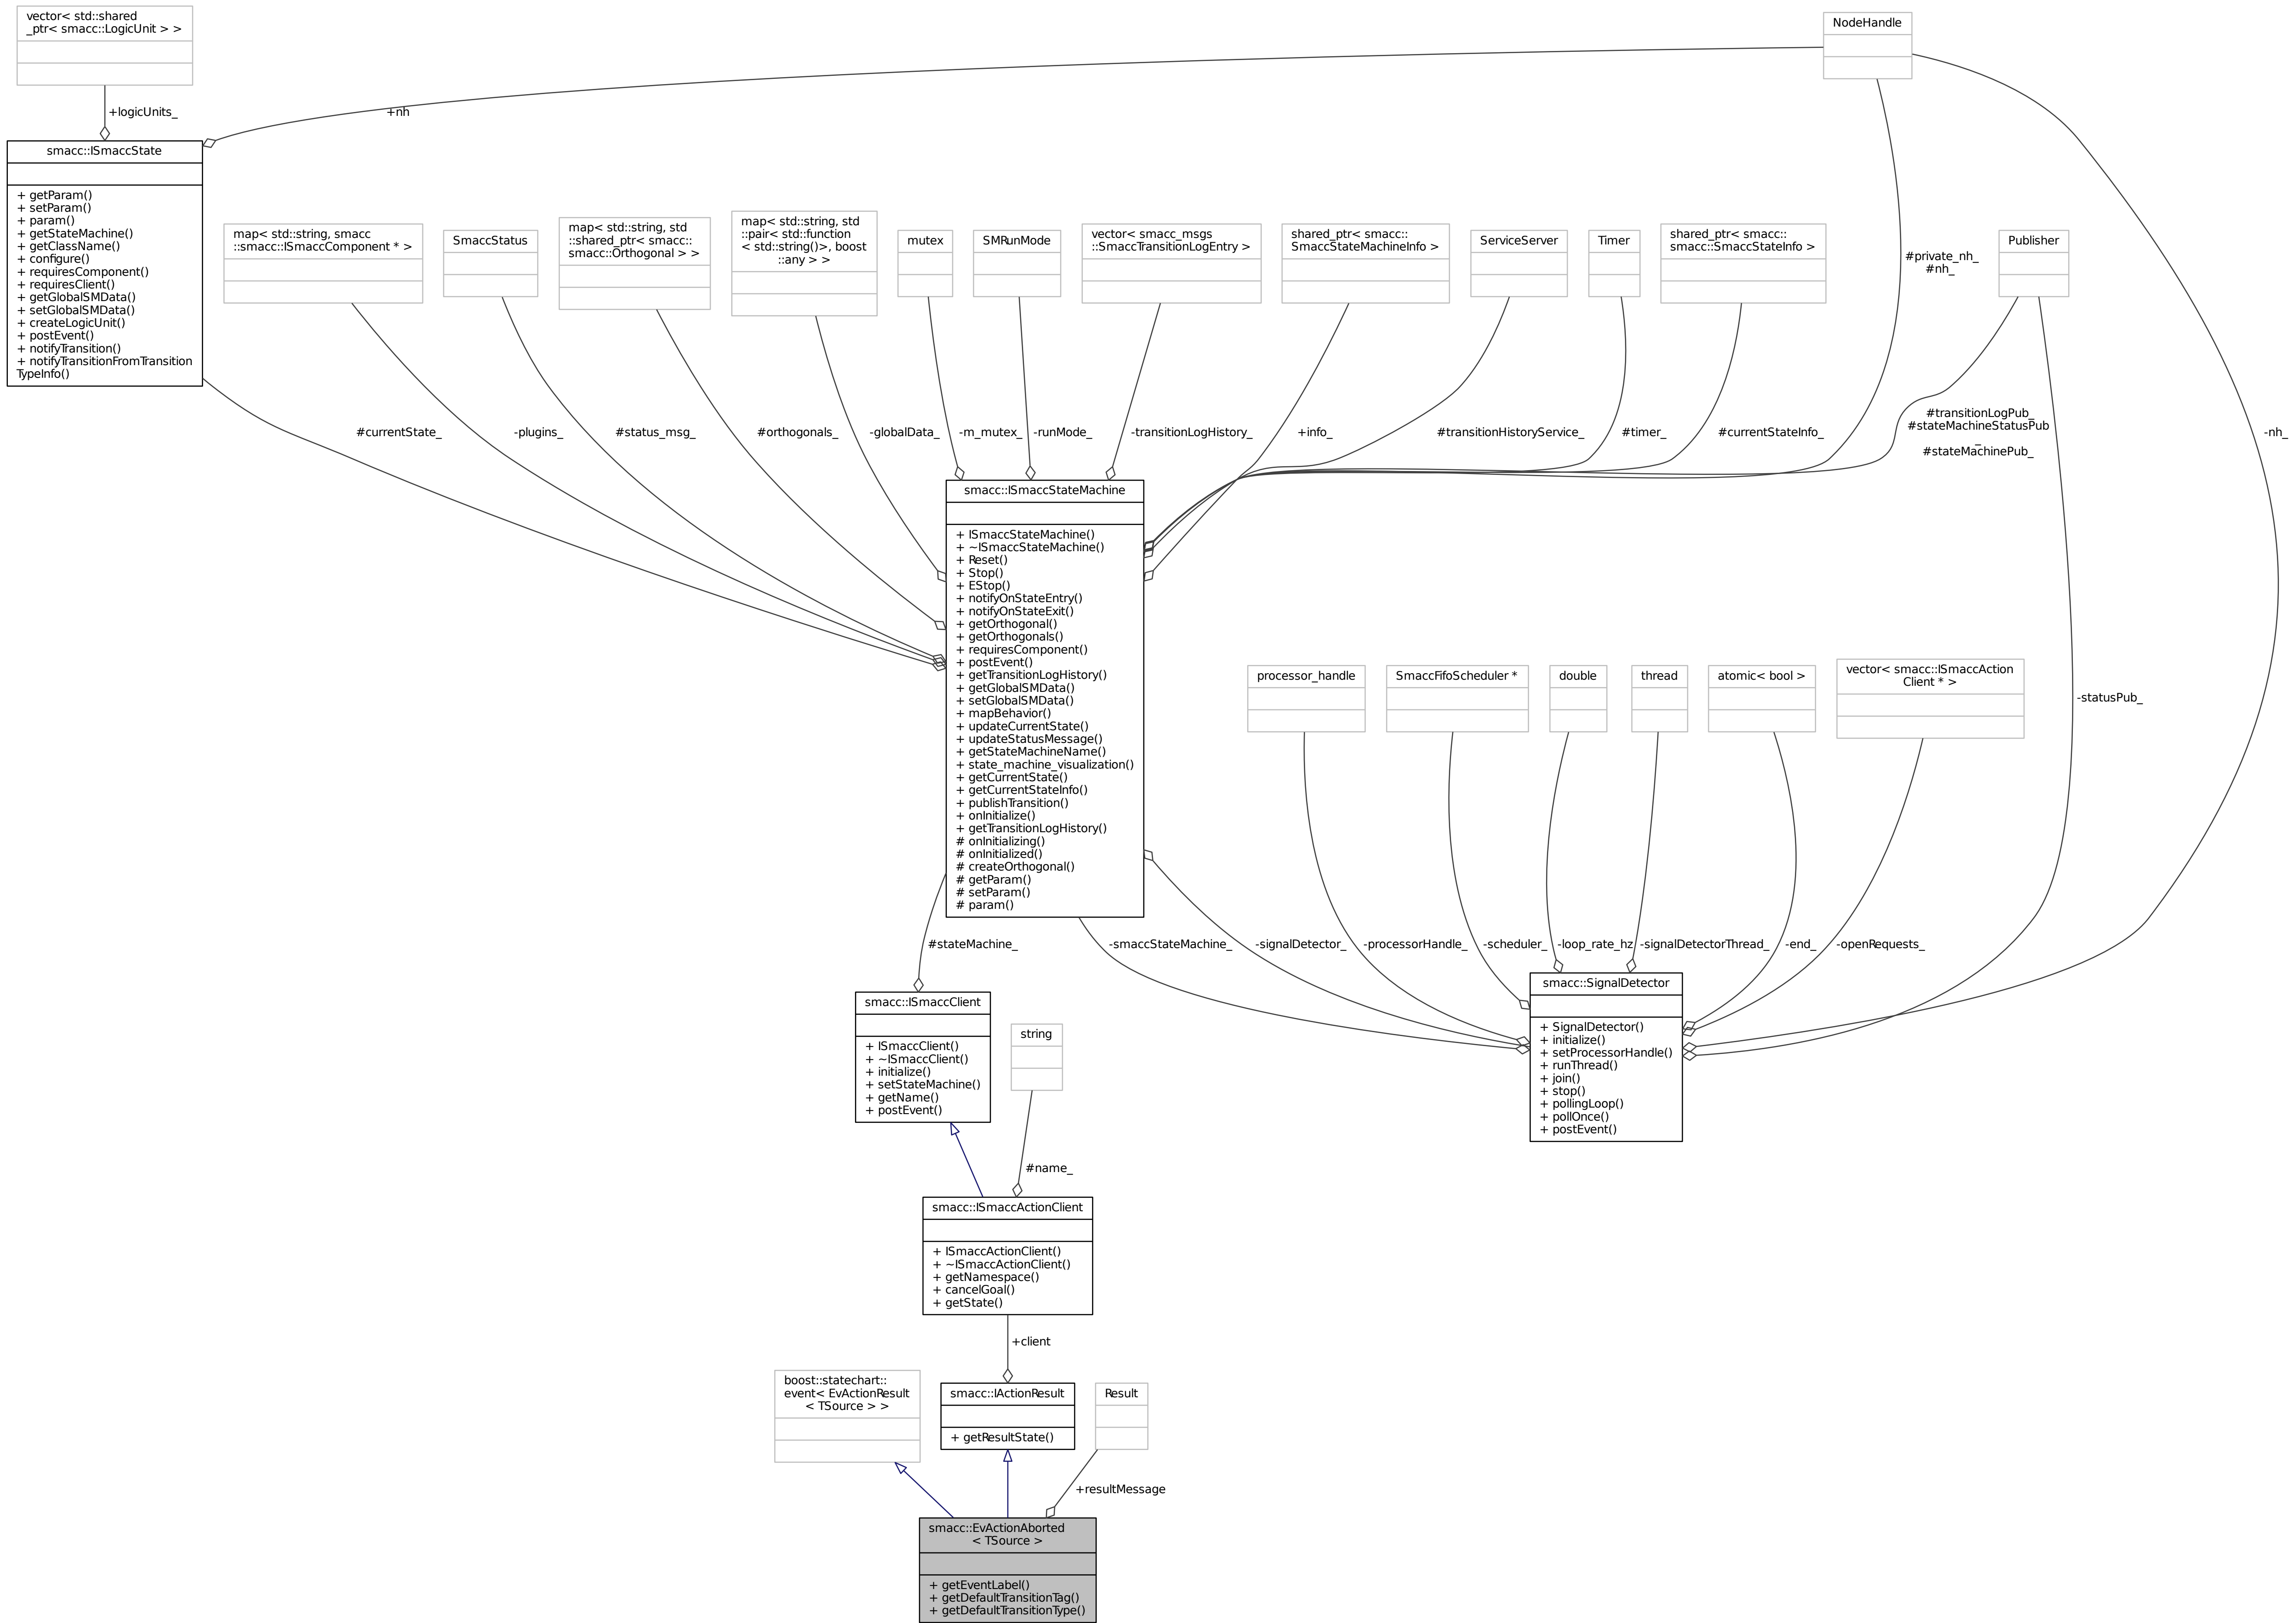 vector< std::shared
_ptr< smacc::LogicUnit > >
NodeHandle
+logicUnits_
+nh
smacc::ISmaccState
+ getParam()
+ setParam()
+ param()
+ getStateMachine()
+ getClassName()
+ configure()
+ requiresComponent()
+ requiresClient()
+ getGlobalSMData()
+ setGlobalSMData()
+ createLogicUnit()
+ postEvent()
+ notifyTransition()
+ notifyTransitionFromTransition
TypeInfo()
map< std::string, smacc
::smacc::ISmaccComponent * >
SmaccStatus
map< std::string, std
::shared_ptr< smacc::
smacc::Orthogonal > >
map< std::string, std
::pair< std::function
< std::string()>, boost
::any > >
mutex
SMRunMode
vector< smacc_msgs
::SmaccTransitionLogEntry >
shared_ptr< smacc::
SmaccStateMachineInfo >
ServiceServer
Timer
shared_ptr< smacc::
smacc::SmaccStateInfo >
Publisher
#private_nh_
#nh_
#currentState_
-plugins_
#status_msg_
#orthogonals_
-globalData_
-m_mutex_
-runMode_
-transitionLogHistory_
+info_
#transitionHistoryService_
#timer_
#currentStateInfo_
#transitionLogPub_
#stateMachineStatusPub
_
#stateMachinePub_
-nh_
smacc::ISmaccStateMachine
+ ISmaccStateMachine()
+ ~ISmaccStateMachine()
+ Reset()
+ Stop()
+ EStop()
+ notifyOnStateEntry()
+ notifyOnStateExit()
+ getOrthogonal()
+ getOrthogonals()
+ requiresComponent()
+ postEvent()
+ getTransitionLogHistory()
+ getGlobalSMData()
+ setGlobalSMData()
+ mapBehavior()
+ updateCurrentState()
+ updateStatusMessage()
+ getStateMachineName()
+ state_machine_visualization()
+ getCurrentState()
+ getCurrentStateInfo()
+ publishTransition()
+ onInitialize()
+ getTransitionLogHistory()
# onInitializing()
# onInitialized()
# createOrthogonal()
# getParam()
# setParam()
# param()
processor_handle
SmaccFifoScheduler *
double
thread
atomic< bool >
vector< smacc::ISmaccAction
Client * >
-statusPub_
#stateMachine_
-smaccStateMachine_
-signalDetector_
-processorHandle_
-scheduler_
-loop_rate_hz
-signalDetectorThread_
-end_
-openRequests_
smacc::SignalDetector
+ SignalDetector()
+ initialize()
+ setProcessorHandle()
+ runThread()
+ join()
+ stop()
+ pollingLoop()
+ pollOnce()
+ postEvent()
smacc::ISmaccClient
+ ISmaccClient()
+ ~ISmaccClient()
+ initialize()
+ setStateMachine()
+ getName()
+ postEvent()
string
#name_
smacc::ISmaccActionClient
+ ISmaccActionClient()
+ ~ISmaccActionClient()
+ getNamespace()
+ cancelGoal()
+ getState()
+client
boost::statechart::
event< EvActionResult
< TSource > >
smacc::IActionResult
+ getResultState()
Result
+resultMessage
smacc::EvActionAborted
< TSource >
+ getEventLabel()
+ getDefaultTransitionTag()
+ getDefaultTransitionType()